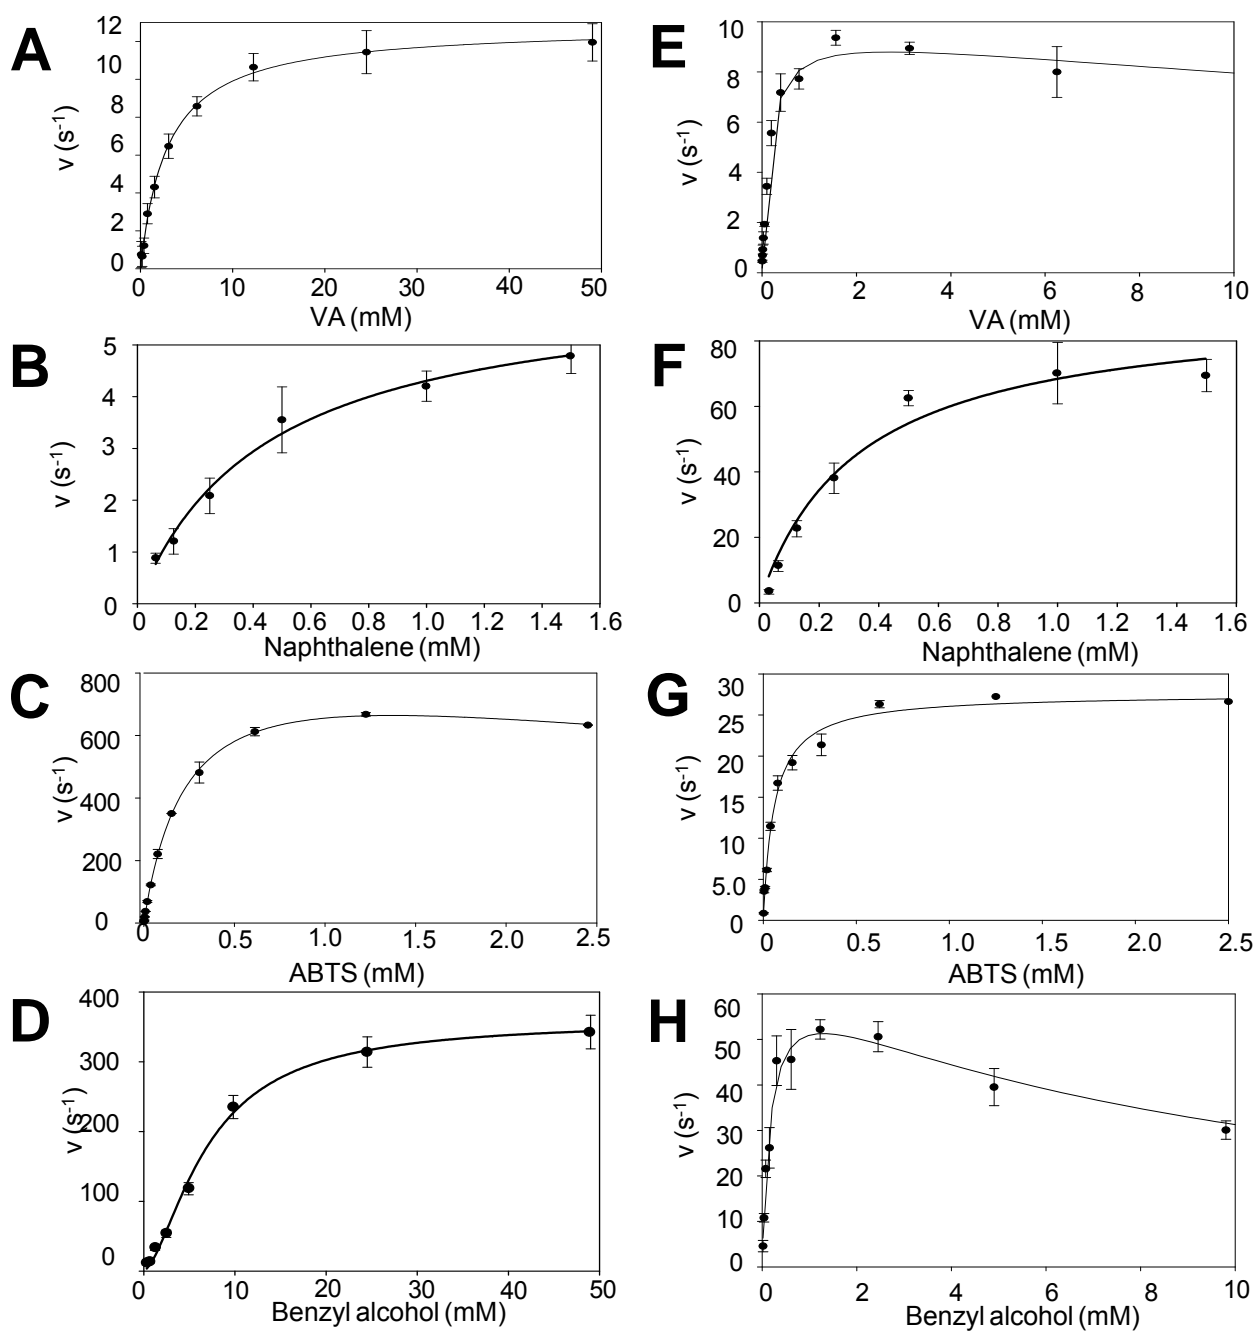 A
v (s-1)
12
10
8
6
4
2
0
0 10 20 30 40 50
VA (mM)
E
v (s-1)
10
8
6
4
2
0
0 2 4 6 8 10
VA (mM)
B
v (s-1)
5
4
3
2
1
0
0 0.2 0.4 0.6 0.8 1.0 1.2 1.4 1.6
Naphthalene (mM)
F
v (s-1)
80
60
40
20
0
0 0.2 0.4 0.6 0.8 1.0 1.2 1.4 1.6
Naphthalene (mM)
C
v (s-1)
800
600
400
200
0
0 0.5 1.0 1.5 2.0 2.5
ABTS (mM)
G
v (s-1)
30
25
20
15
10
5.0
0
0 0.5 1.0 1.5 2.0 2.5
ABTS (mM)
D
v (s-1)
400
300
200
100
0
0 10 20 30 40 50
Benzyl alcohol (mM)
H
v (s-1)
60
50
40
30
20
10
0
0 2 4 6 8 10
Benzyl alcohol (mM)